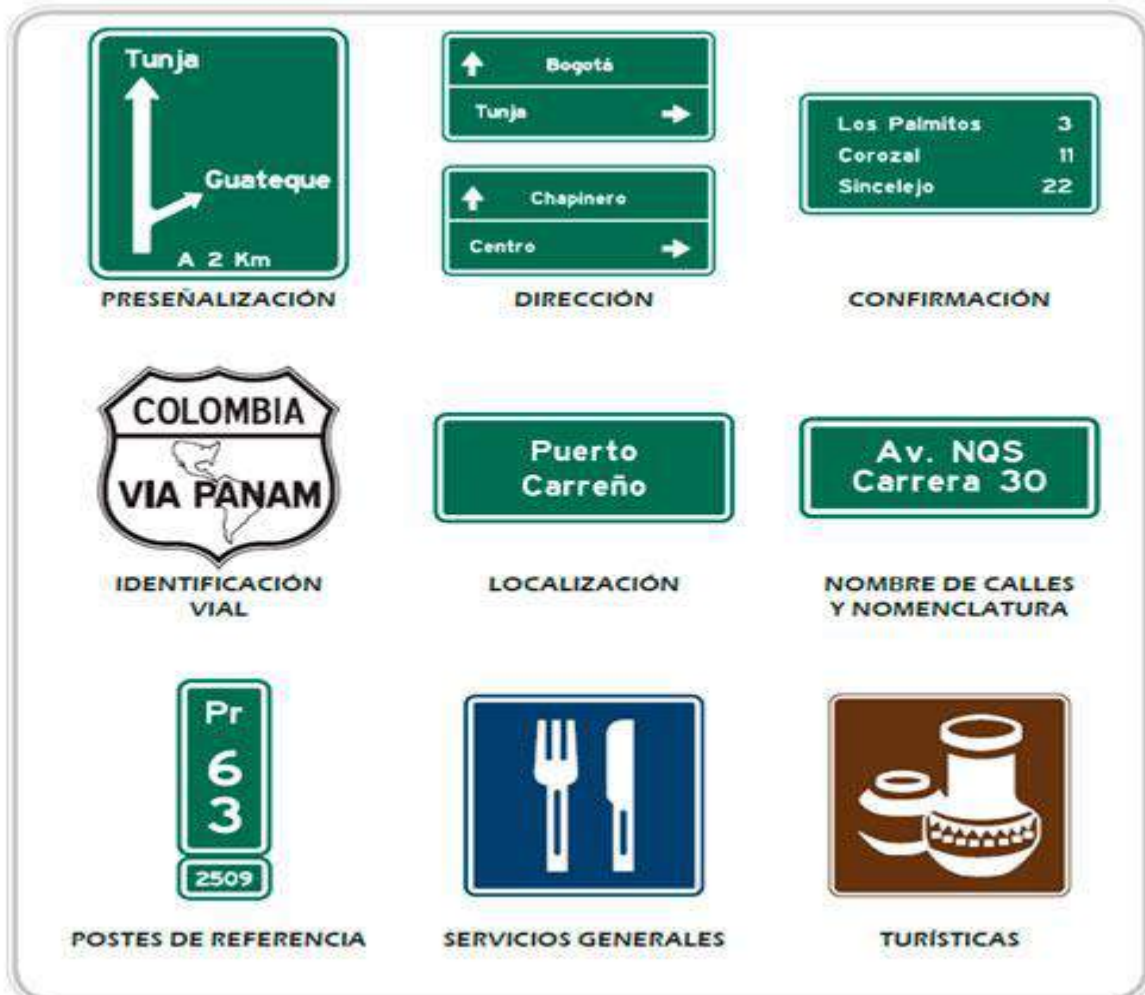 Tunja
Guateque
A 2 Km
PRESEÑALIZACIÓN
Bogotá
Tunja
Chapinero
Centro
DIRECCIÓN
Los Palmitos 3
Corozal 11
Sincelejo 22
CONFIRMACIÓN
COLOMBIA
VIA PANAM
IDENTIFICACIÓN
VIAL
Puerto
Carreño
LOCALIZACIÓN
Av. NQS
Carrera 30
NOMBRE DE CALLES
Y NOMENCLATURA
Pr
6
3
2509
POSTES DE REFERENCIA
SERVICIOS GENERALES
TURÍSTICAS